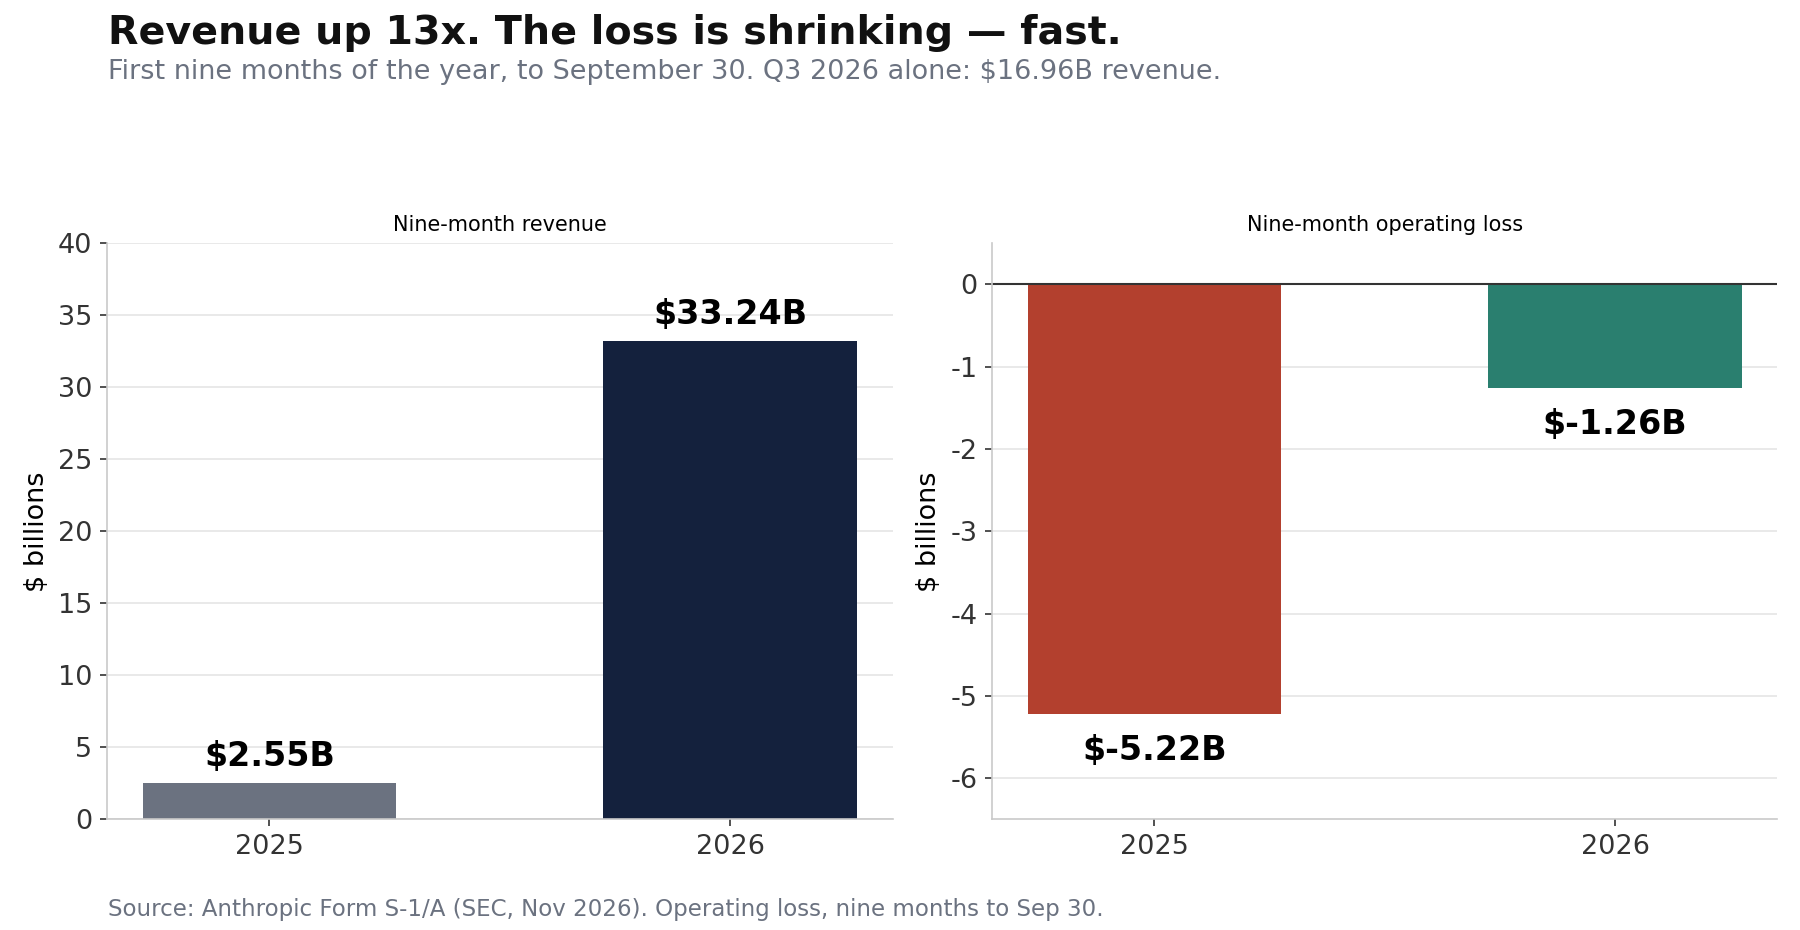 Revenue up 13x. The loss is shrinking — fast.
First nine months of the year, to September 30. Q3 2026 alone: $16.96B revenue.
Nine-month revenue
$ billions
40
35
30
25
20
15
10
5
0
$2.55B
$33.24B
2025
2026
Nine-month operating loss
$ billions
0
-1
-2
-3
-4
-5
-6
$-5.22B
$-1.26B
2025
2026
Source: Anthropic Form S-1/A (SEC, Nov 2026). Operating loss, nine months to Sep 30.